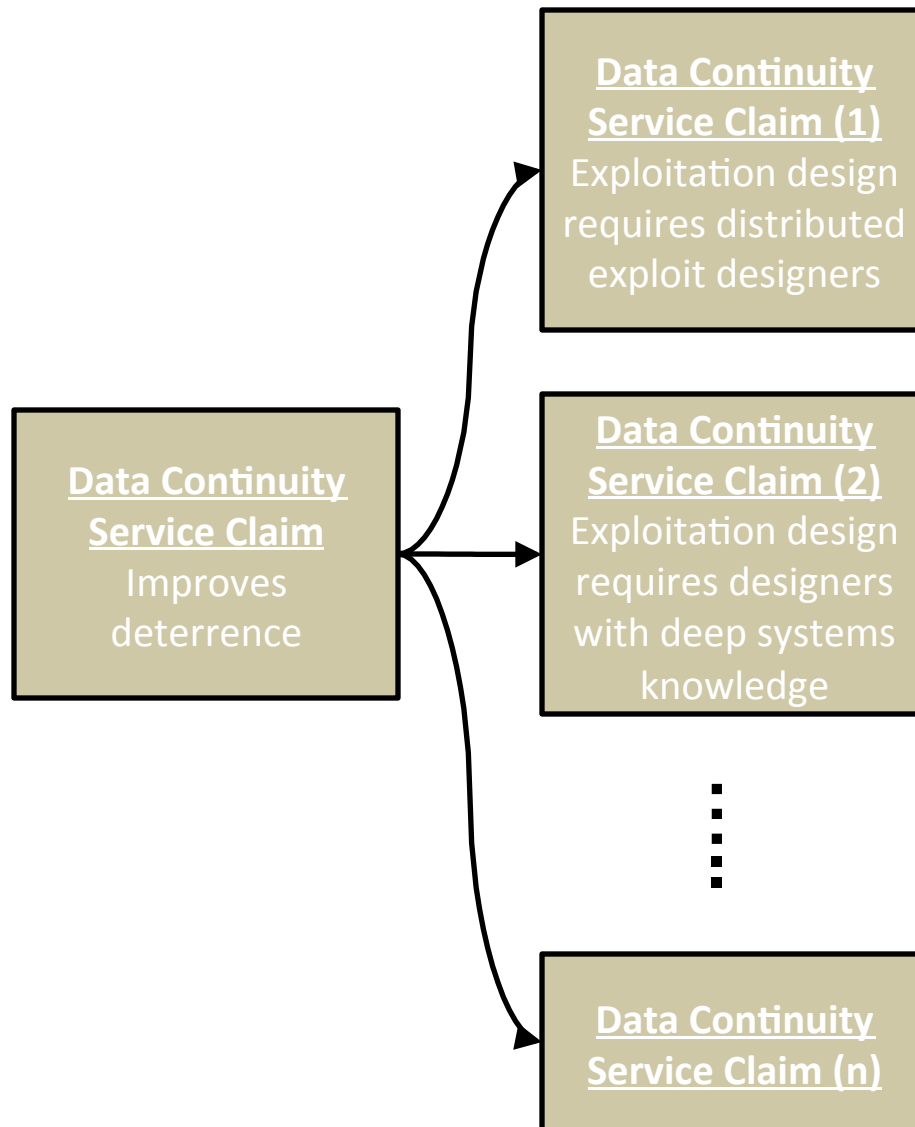 Data Continuity
Service Claim (1)
Exploitation design
requires distributed
exploit designers
Data Continuity
Service Claim
Improves
deterrence
Data Continuity
Service Claim (2)
Exploitation design
requires designers
with deep systems
knowledge
Data Continuity
Service Claim (n)